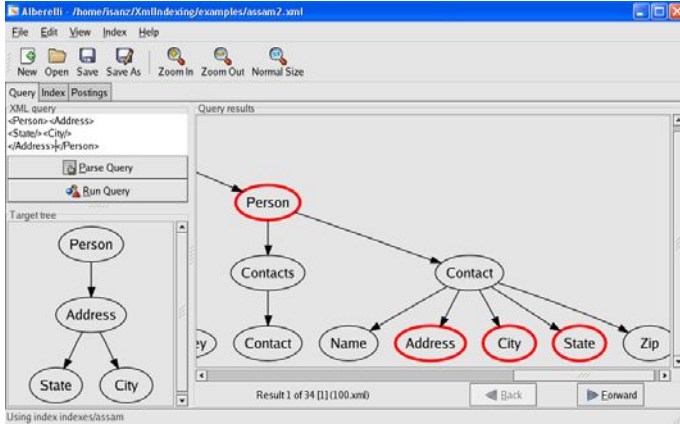 Alberelli - /home/isanz/XmlIndexing/examples/assam2.xml
File Edit View Index Help
New Open Save Save As Zoom In Zoom Out Normal Size
Query Index Postings
XML query
<Person><Address>
<State/><City/>
</Address></Person>
Parse Query
Run Query
Target tree
Person
Address
State City
Query results
Person
Contacts Contact
Contact Name Address City State Zip
Result 1 of 34 [1] (100.xml)
Back Forward
Using index indexes/assam